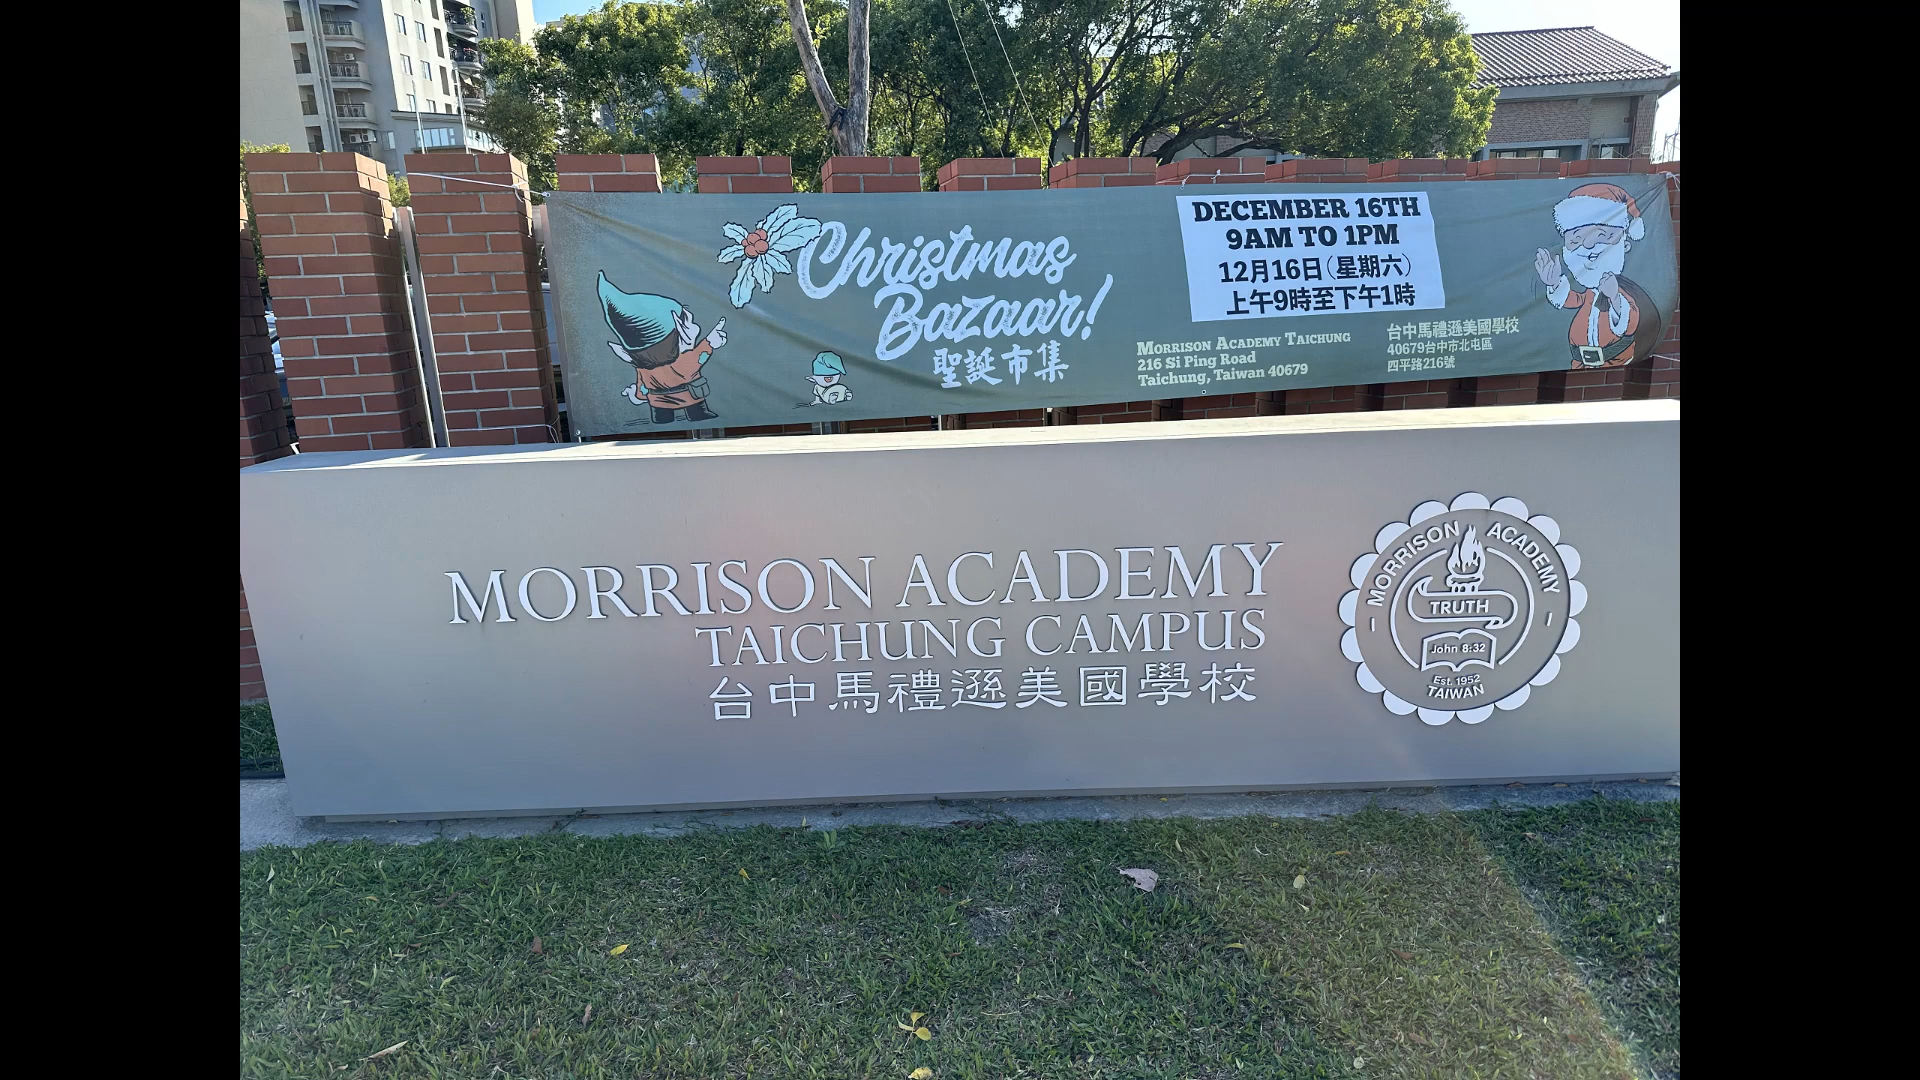 Christmas
Bazaar!
聖誕市集
DECEMBER 16TH
9AM TO 1PM
12月16日(星期六)
上午9時至下午1時
MORRISON ACADEMY TAICHUNG
216 SI PING ROAD
TAICHUNG, TAIWAN 40679
台中馬禮遜美國學校
40679台中市北屯區
四平路216號
MORRISON ACADEMY
TAICHUNG CAMPUS
台中馬禮遜美國學校
MORRISON ACADEMY
TRUTH
John 8:32
Est. 1952
TAIWAN